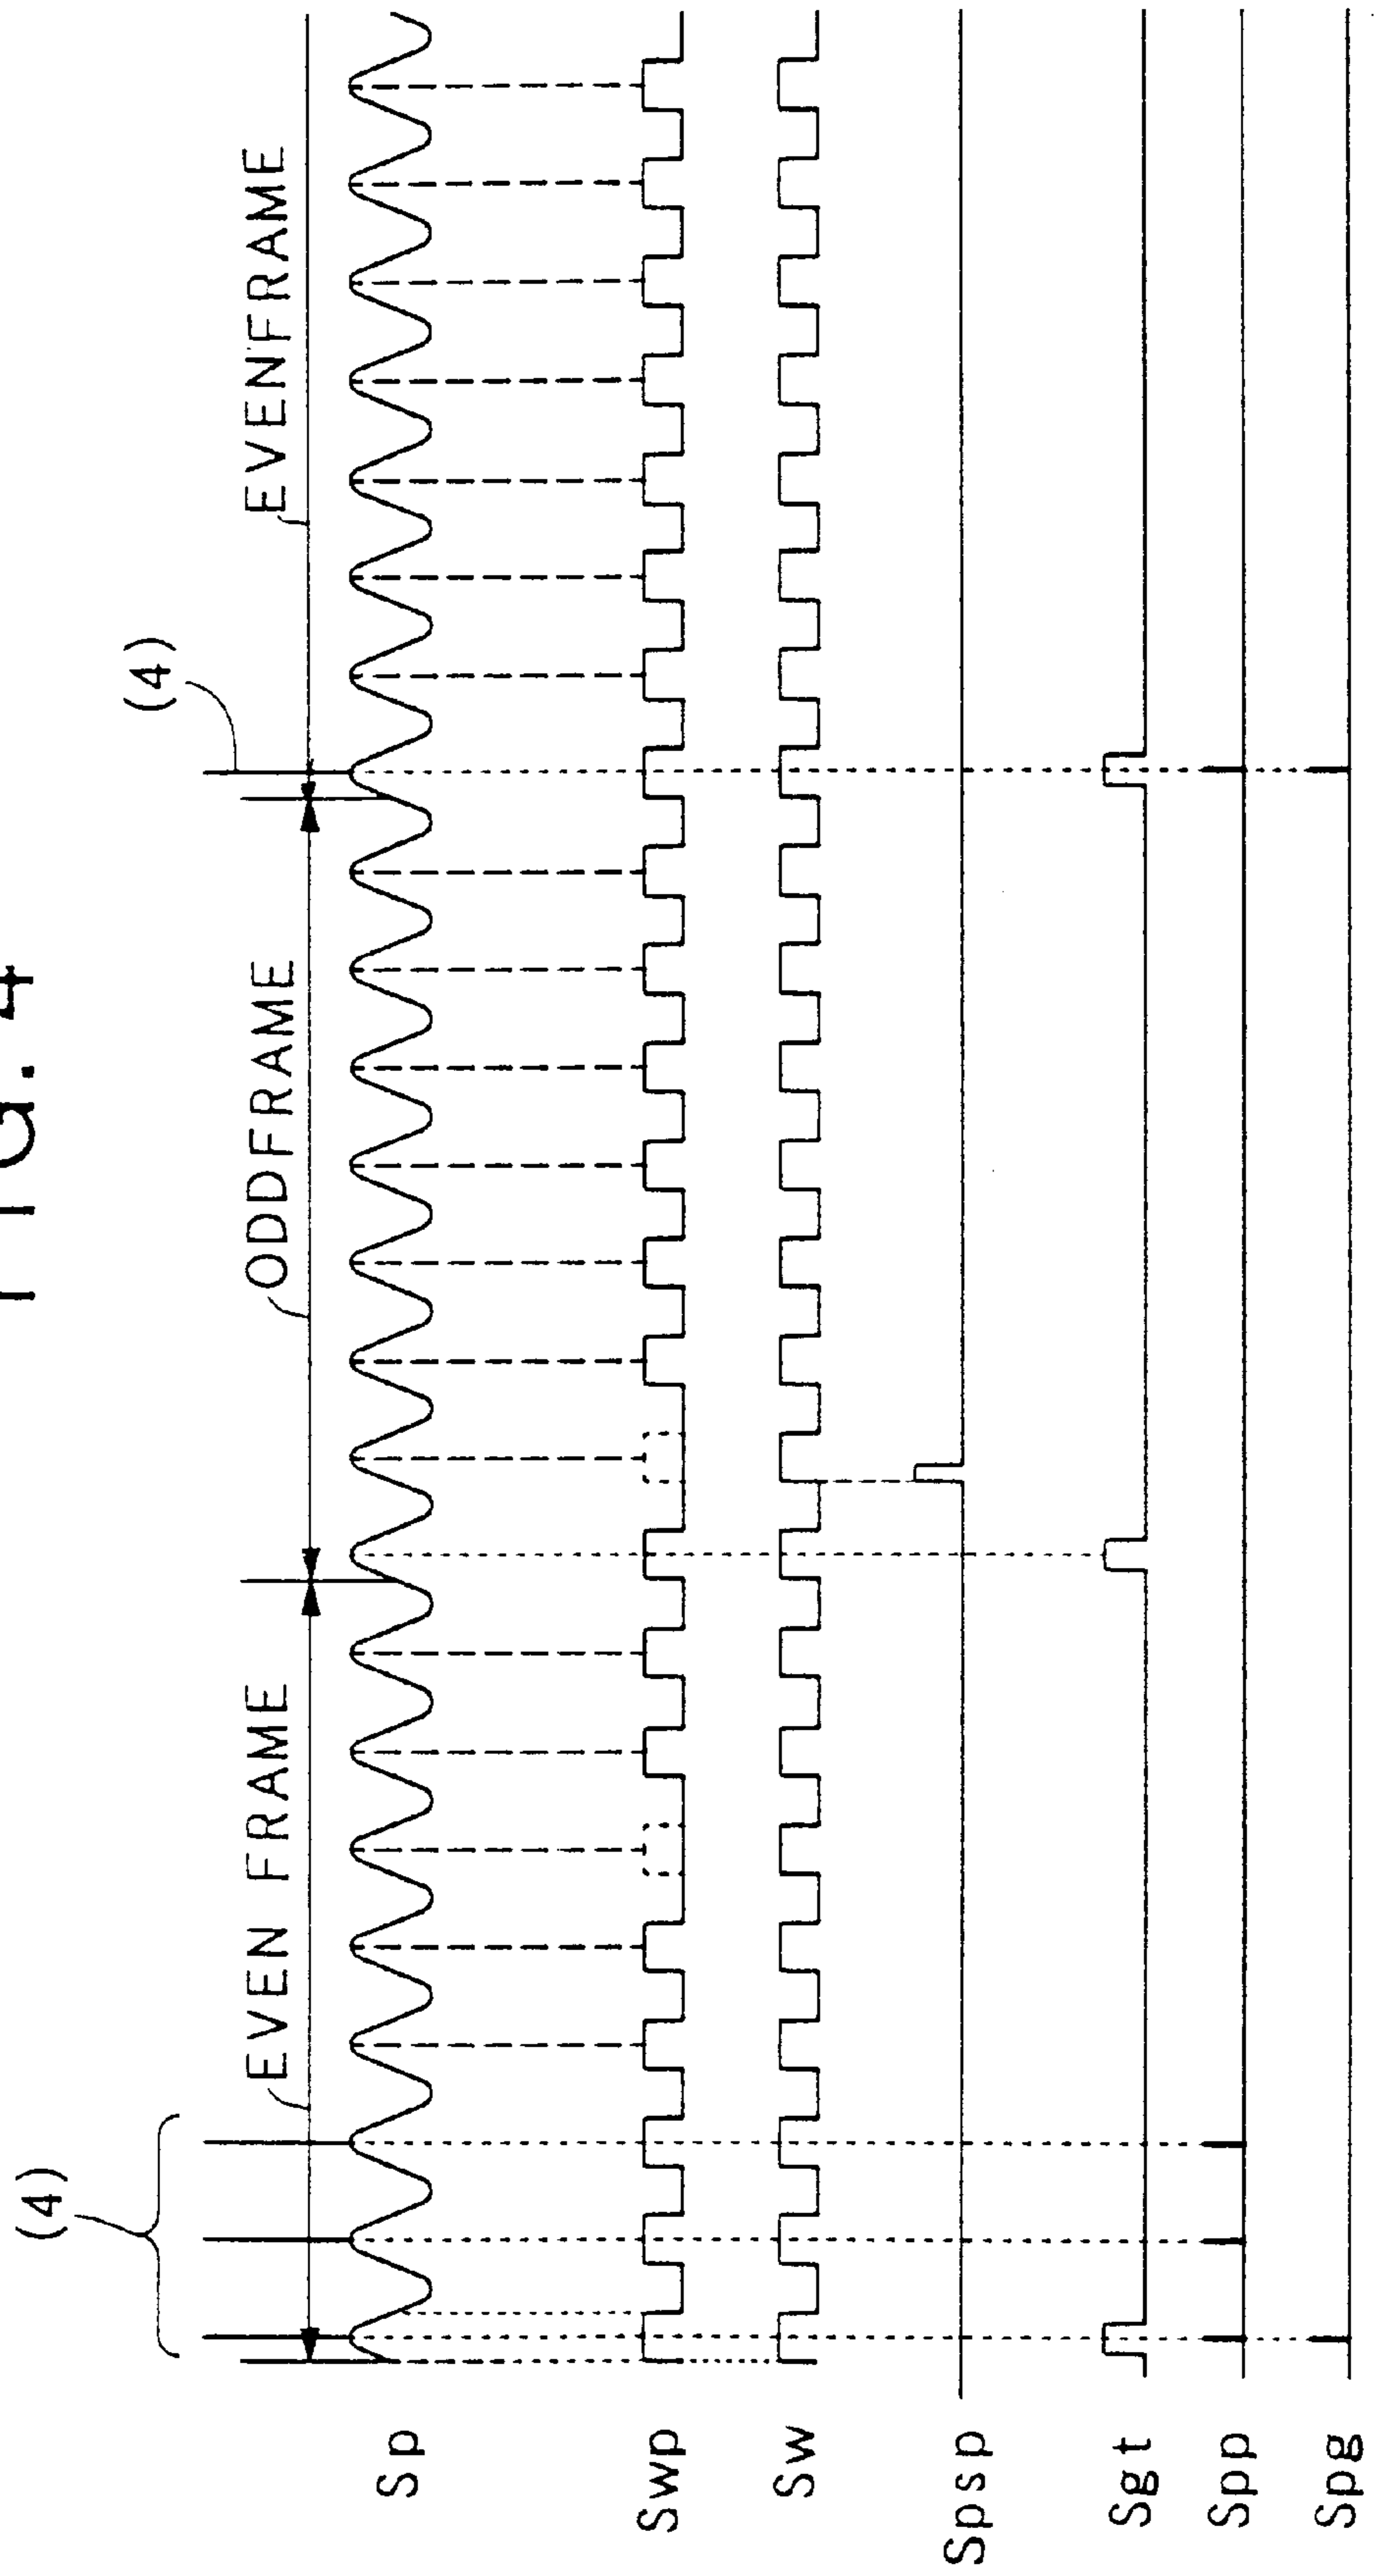 FIG. 4
(4)
(4)
EVEN FRAME
ODDFRAME
EVENFRAME
Sp
Swp
Sw
Spsp
Sgt
Spp
Spg